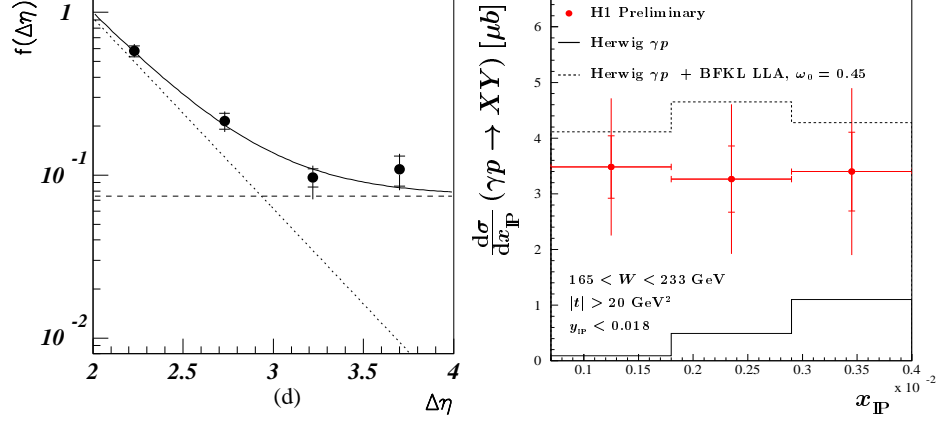 f(Δη)
1
10 -1
10 -2
2
2.5
3
3.5
4
(d)
Δη
dσ/dx_IP (γp → XY) [μb]
6
5
4
3
2
1
0
H1 Preliminary
Herwig γp
Herwig γp + BFKL LLA, ω₀ = 0.45
165 < W < 233 GeV
|t| > 20 GeV²
y_IP < 0.018
0.1
0.15
0.2
0.25
0.3
0.35
0.4
x 10 -2
x_IP